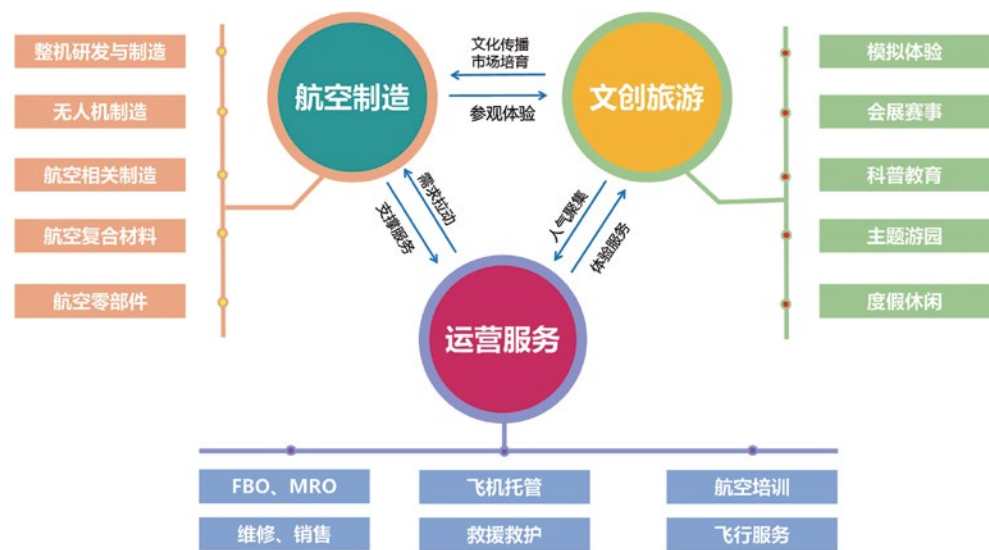 整机研发与制造
无人机制造
航空相关制造
航空复合材料
航空零部件
航空制造
文化传播
市场培育
参观体验
文创旅游
模拟体验
会展赛事
科普教育
主题游园
度假休闲
支撑服务
需求拉动
人气聚集
体验服务
运营服务
FBO、MRO
飞机托管
航空培训
维修、销售
救援救护
飞行服务